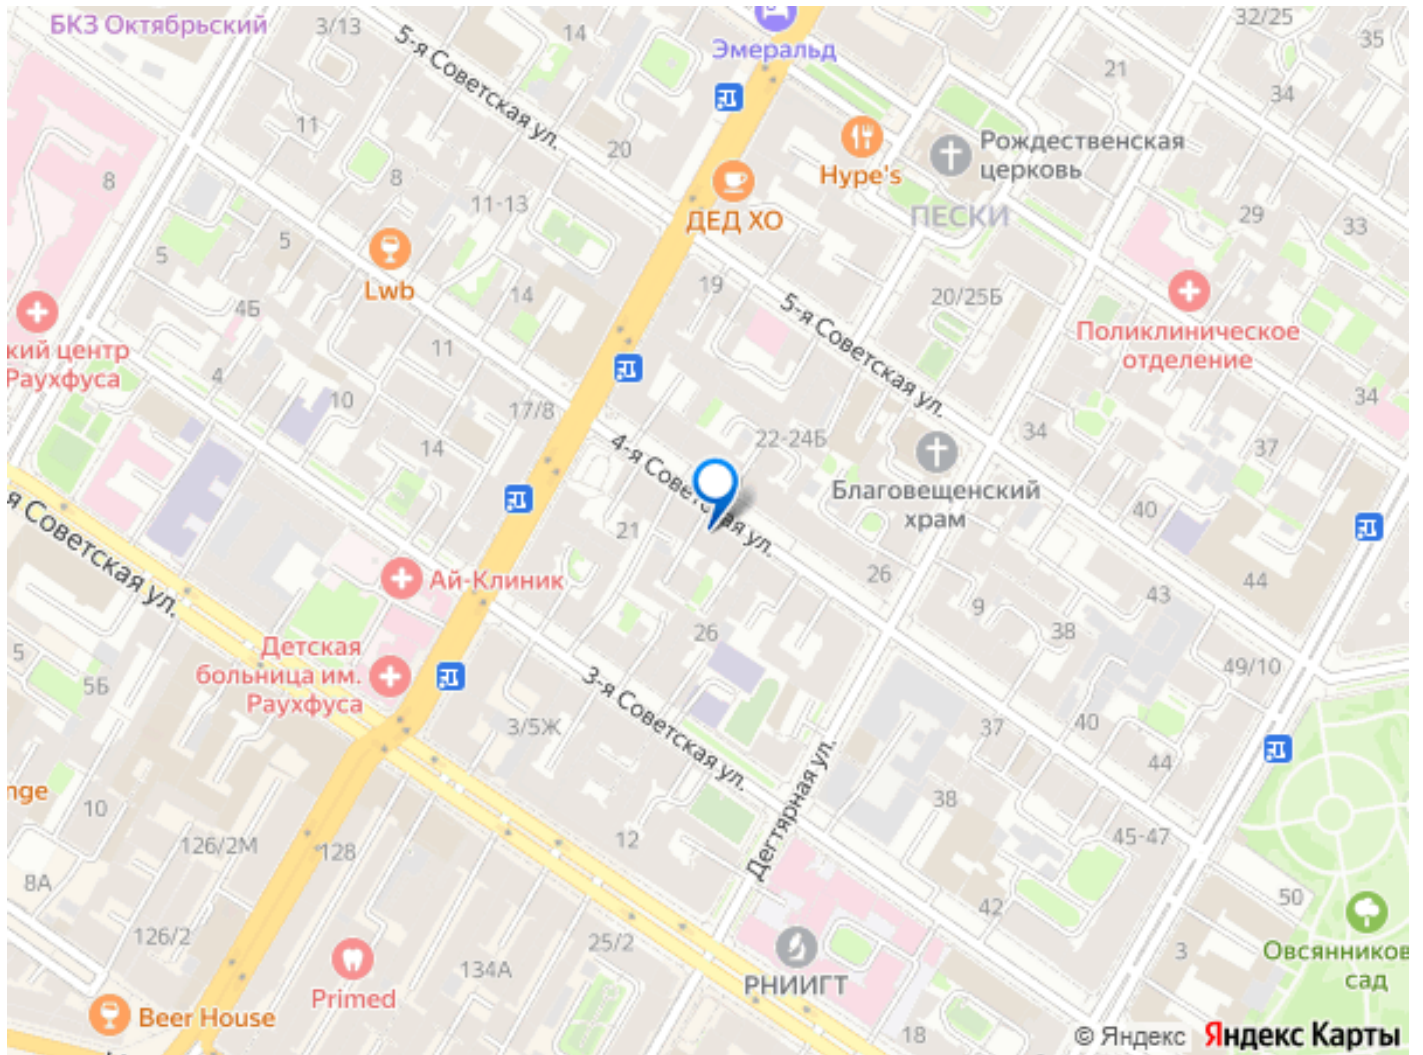 БКЗ Октябрьский
3/13
14
Эмеральд
32/25
35
5-я Советская ул.
21
34
11
20
Hype's
Рождественская
церковь
8
8
11-13
ДЕД ХО
ПЕСКИ
29
33
5
5
Lwb
4Б
14
19
20/25Б
5-я Советская ул.
Поликлиническое
отделение
кий центр
Раухфуса
11
4
10
17/8
34
14
4-я Советская ул.
22-24Б
34
37
Благовещенский
храм
40
я Советская ул.
21
Ай-Клиник
26
44
43
9
38
26
Детская
больница им.
Раухфуса
5
5Б
49/10
3-я Советская ул.
3/5Ж
37
40
44
Дегтярная ул.
nge
10
38
12
45-47
126/2М
128
8А
50
42
126/2
25/2
134А
3
Овсянников
сад
Primed
РНИИГТ
Beer House
18
© Яндекс Яндекс Карты